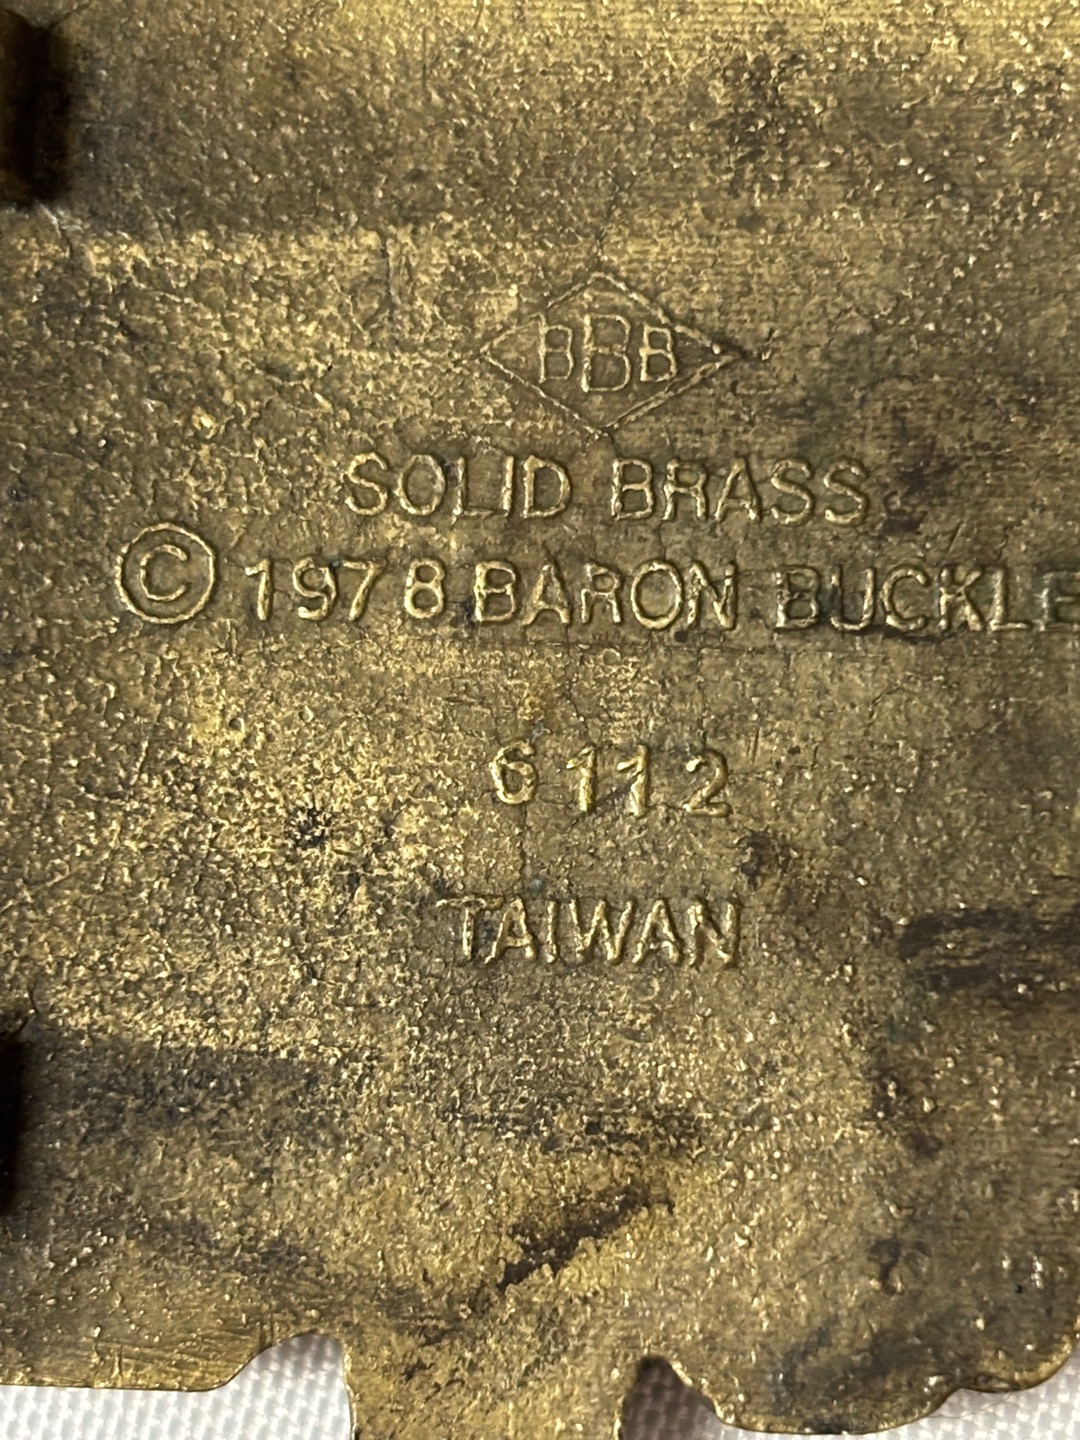 BBB
SOLID BRASS
© 1978 BARON BUCKLE
6112
TAIWAN